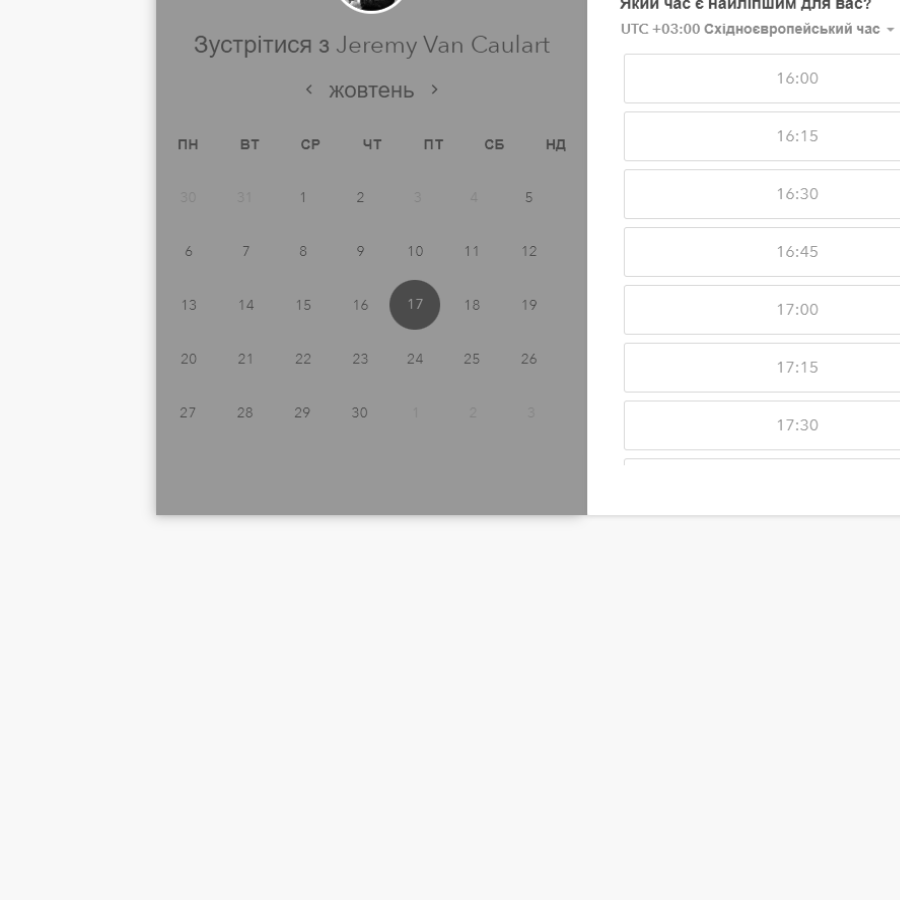 Зустрітися з Jeremy Van Caulart
жовтень
ПН ВТ СР ЧТ ПТ СБ НД
30 31 1 2 3 4 5
6 7 8 9 10 11 12
13 14 15 16 17 18 19
20 21 22 23 24 25 26
27 28 29 30 1 2 3
Який час є найліпшим для вас?
UTC +03:00 Східноєвропейський час
16:00
16:15
16:30
16:45
17:00
17:15
17:30